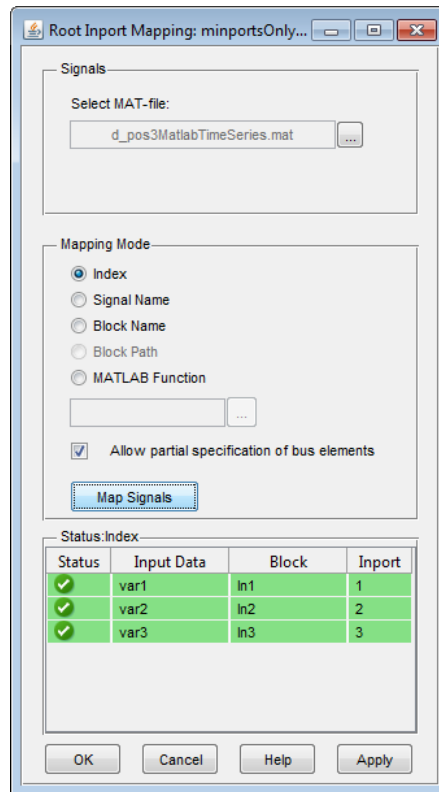 Root Inport Mapping: minportsOnly...
Signals
Select MAT-file:
d_pos3MatlabTimeSeries.mat
...
Mapping Mode
Index
Signal Name
Block Name
Block Path
MATLAB Function
...
Allow partial specification of bus elements
Map Signals
Status:Index
Status Input Data Block Inport
var1 In1 1
var2 In2 2
var3 In3 3
OK Cancel Help Apply